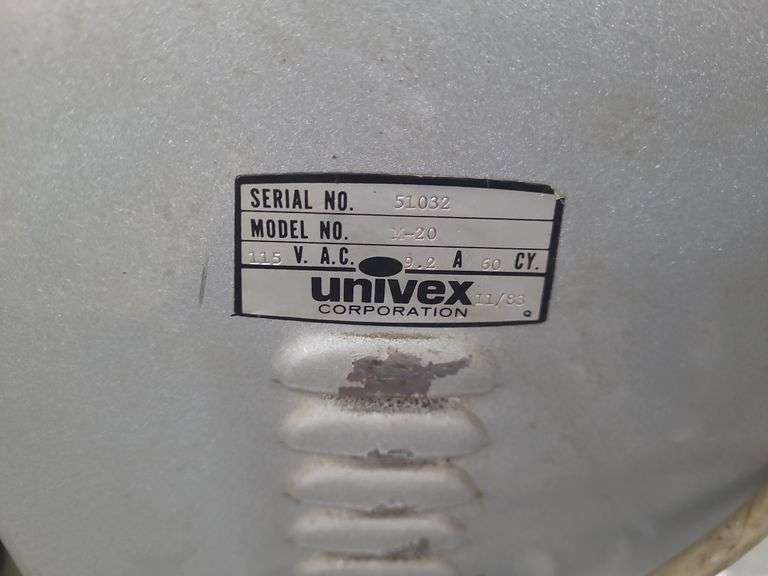 SERIAL NO. 51032
MODEL NO. M-20
115 V. A.C. 9.2 A 60 CY.
univex 11/83
CORPORATION